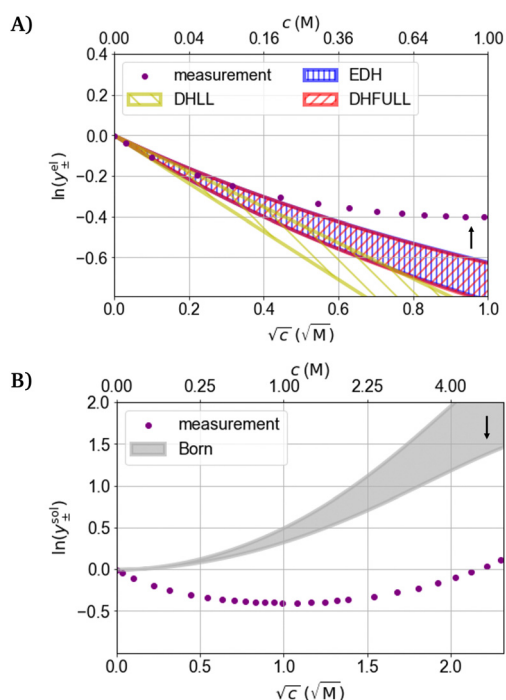 A)
c (M)
0.00 0.04 0.16 0.36 0.64 1.00
0.4
0.2
0.0
−0.2
−0.4
−0.6
ln(y±^el)
measurement EDH
DHLL DHFULL
0.0 0.2 0.4 0.6 0.8 1.0
√c (√M)
B)
c (M)
0.00 0.25 1.00 2.25 4.00
2.0
1.5
1.0
0.5
0.0
−0.5
ln(y±^sol)
measurement
Born
0.0 0.5 1.0 1.5 2.0
√c (√M)